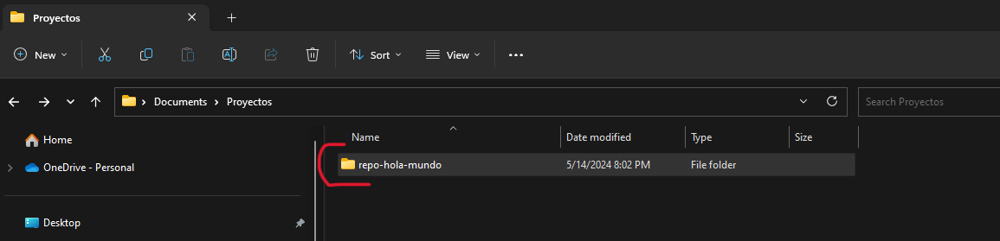 Proyectos
New Sort View
Documents Proyectos Search Proyectos
Home
OneDrive - Personal
Desktop
Name Date modified Type Size
repo-hola-mundo 5/14/2024 8:02 PM File folder